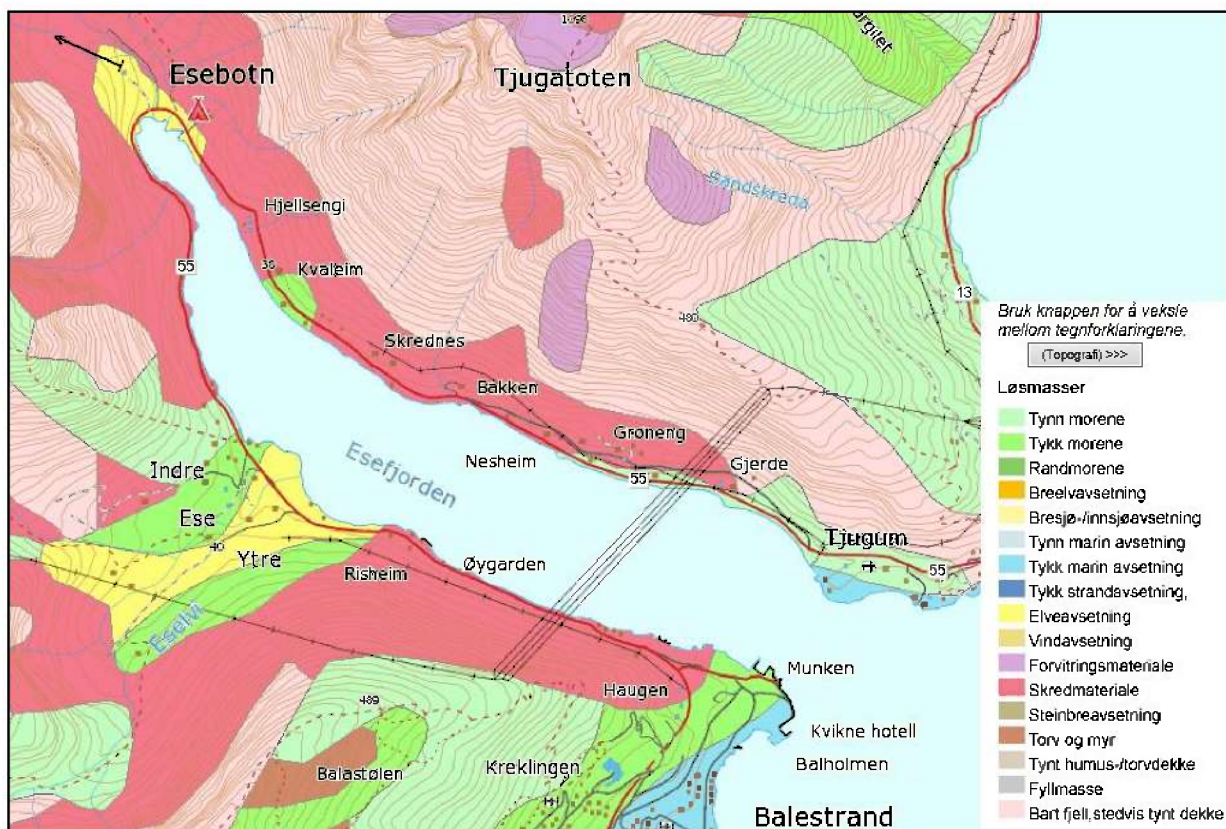 1096
Esebotn
Tjugatoten
Sandskreda
Hjellsengi
55
36
Kvaleim
13
480
Skrednes
Bakken
Grøneng
Nesheim
Gjerde
55
Esefjorden
Indre
Ese
40
Ytre
Tjugum
55
Øygarden
Risheim
Eselvi
Munken
Haugen
489
Kvikne hotell
Balholmen
Balastølen
Kreklingen
Balestrand
Bruk knappen for å veksle
mellom tegnforklaringene.
(Topografi) >>>
Løsmasser
Tynn morene
Tykk morene
Randmorene
Breelvavsetning
Bresjø-/innsjøavsetning
Tynn marin avsetning
Tykk marin avsetning
Tykk strandavsetning,
Elveavsetning
Vindavsetning
Forvitringsmateriale
Skredmateriale
Steinbreavsetning
Torv og myr
Tynt humus-/torvdekke
Fyllmasse
Bart fjell, stedvis tynt dekke